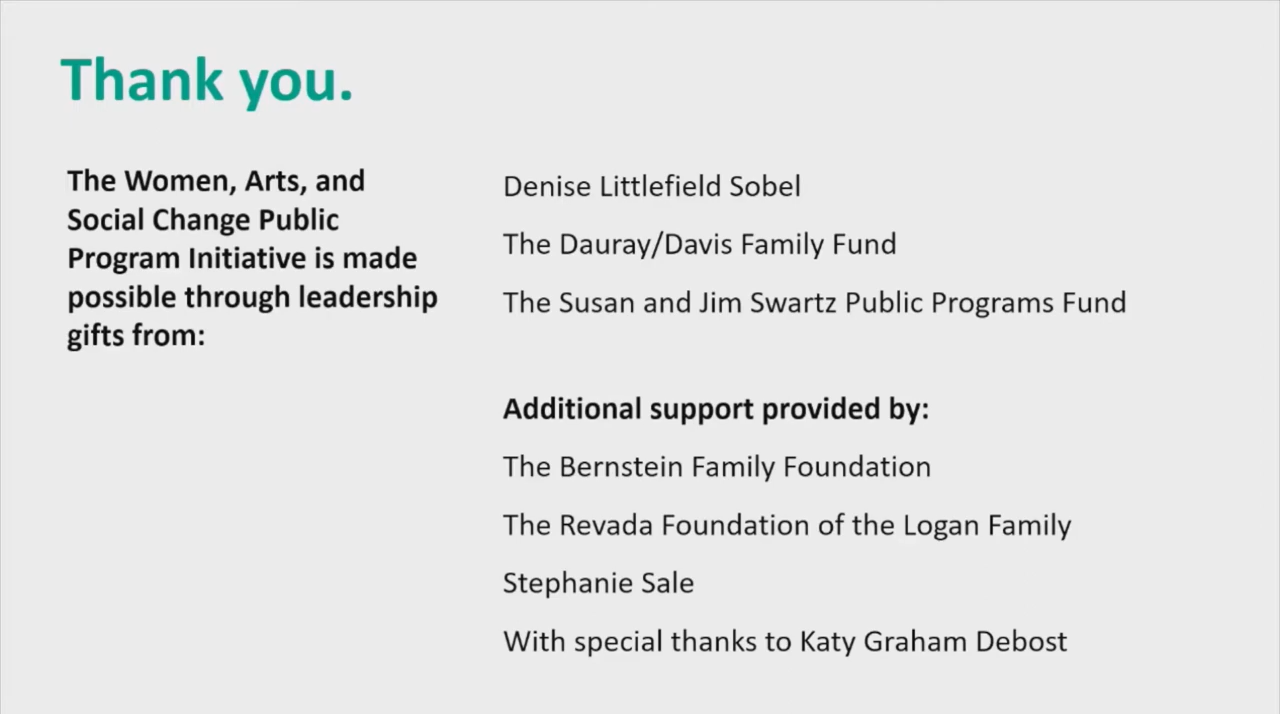 Thank you.
The Women, Arts, and
Social Change Public
Program Initiative is made
possible through leadership
gifts from:
Denise Littlefield Sobel
The Dauray/Davis Family Fund
The Susan and Jim Swartz Public Programs Fund
Additional support provided by:
The Bernstein Family Foundation
The Revada Foundation of the Logan Family
Stephanie Sale
With special thanks to Katy Graham Debost